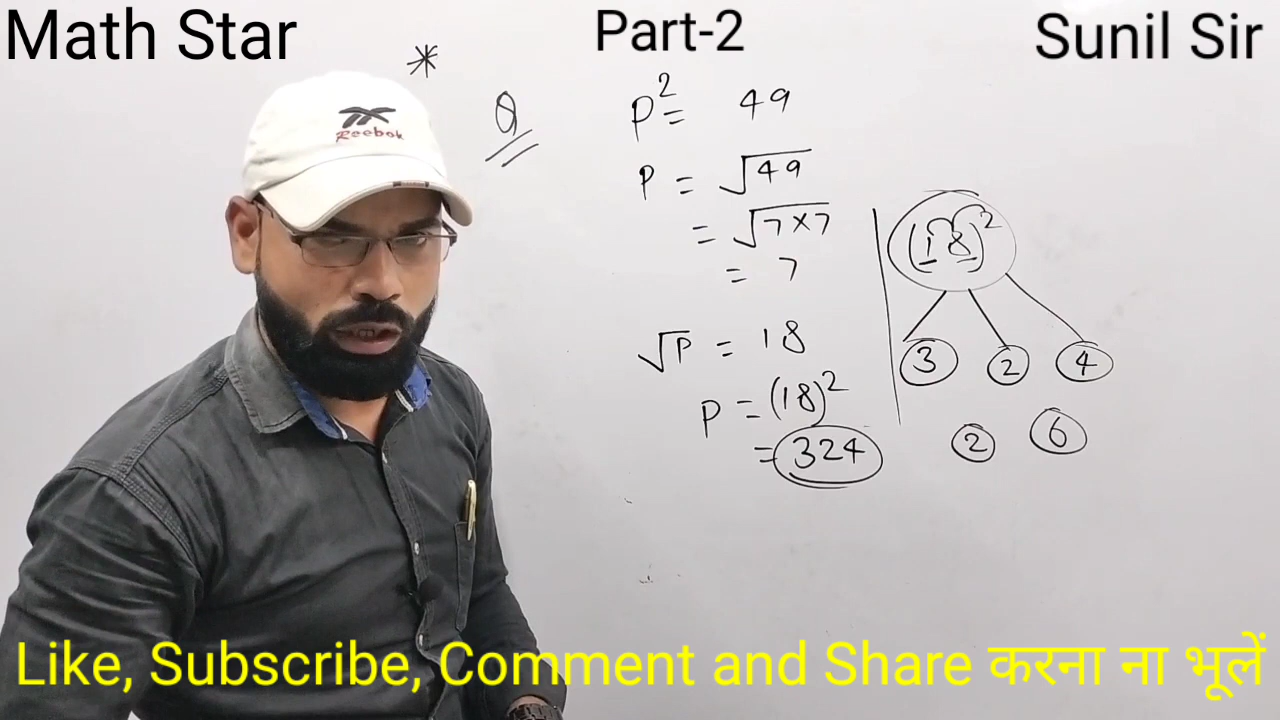 Math Star
Part-2
Sunil Sir
*
Reebok
Q
P² = 49
P = √49
= √7×7
= 7
√P = 18
P = (18)²
= 324
(18)²
3 2 4
2 6
Like, Subscribe, Comment and Share करना ना भूलें